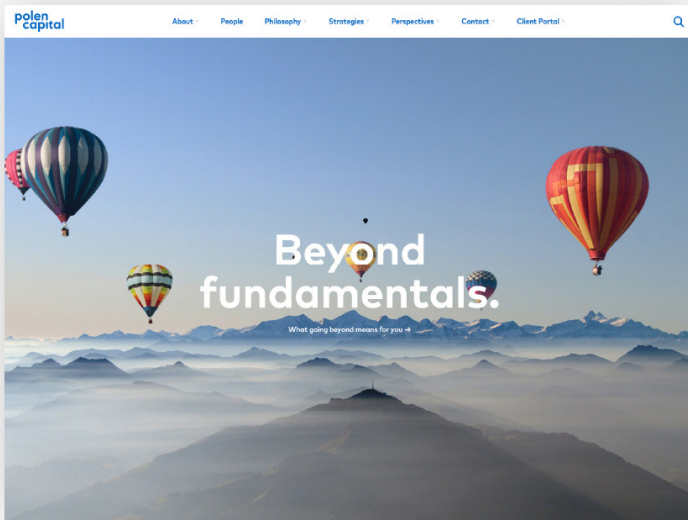 polen
capital
About
People
Philosophy
Strategies
Perspectives
Contact
Client Portal
Beyond
fundamentals.
What going beyond means for you →